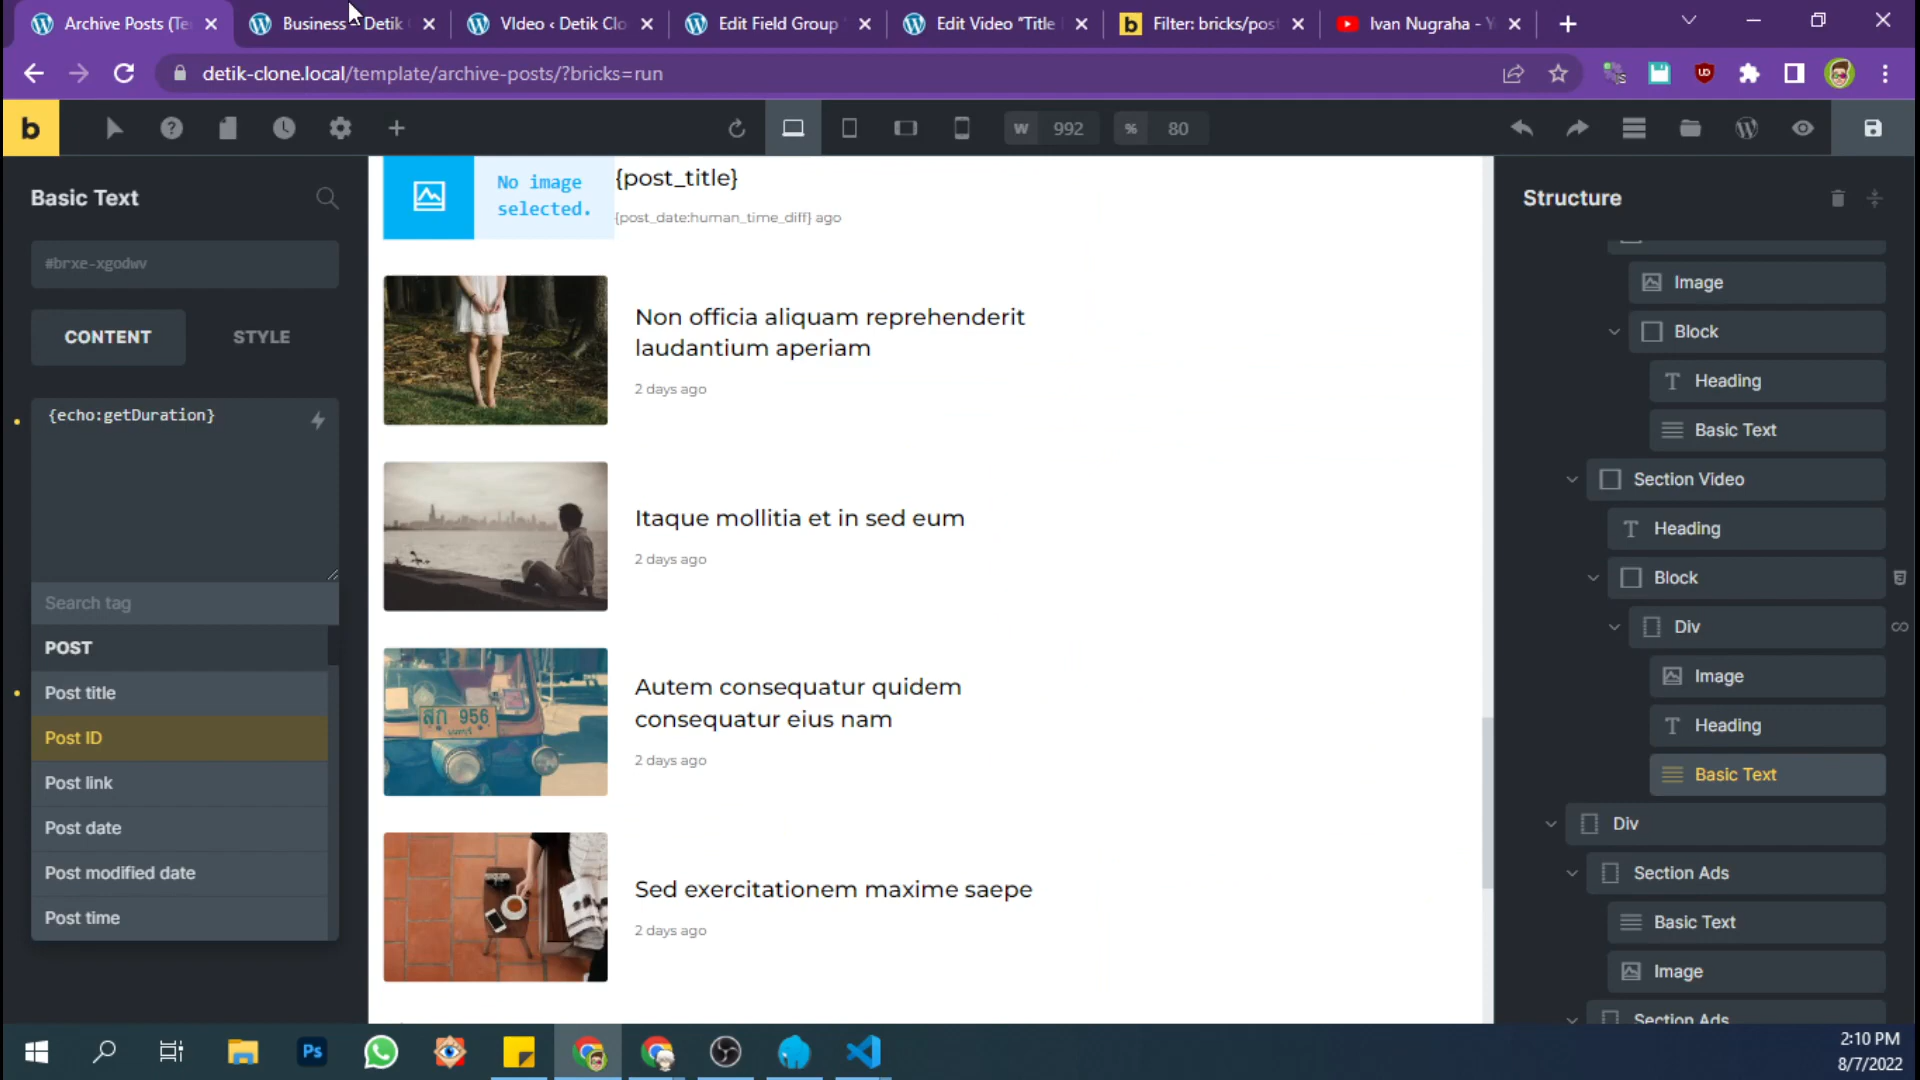 Archive Posts (Te
Business – Detik
VIdeo ‹ Detik Clo
Edit Field Group
Edit Video "Title
Filter: bricks/pos
Ivan Nugraha - Y
detik-clone.local/template/archive-posts/?bricks=run
b
W 992
% 80
Basic Text
#brxe-xgodwv
CONTENT
STYLE
{echo:getDuration}
Search tag
POST
Post title
Post ID
Post link
Post date
Post modified date
Post time
No image
selected.
{post_title}
{post_date:human_time_diff} ago
Non officia aliquam reprehenderit
laudantium aperiam
2 days ago
Itaque mollitia et in sed eum
2 days ago
สฎ 956
Autem consequatur quidem
consequatur eius nam
2 days ago
Sed exercitationem maxime saepe
2 days ago
Structure
Image
Block
Heading
Basic Text
Section Video
Heading
Block
Div
Image
Heading
Basic Text
Div
Section Ads
Basic Text
Image
Section Ads
Ps
2:10 PM
8/7/2022